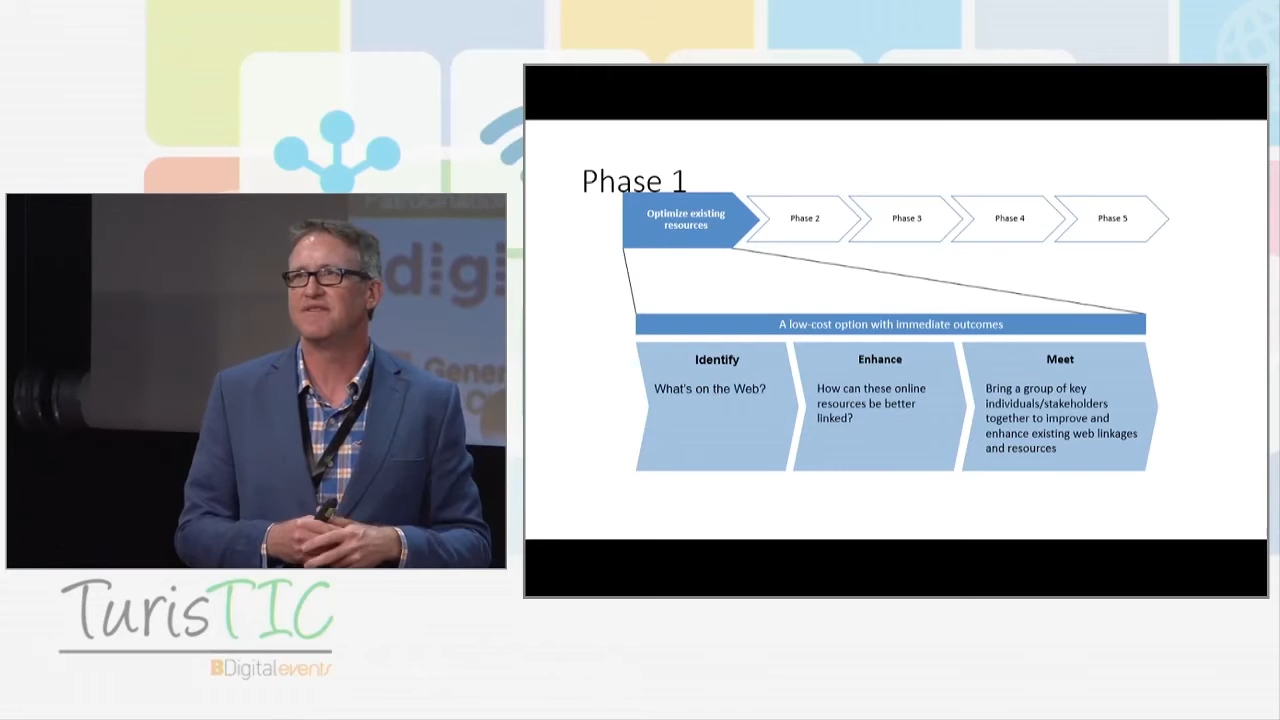 Phase 1
Optimize existing
resources
Phase 2
Phase 3
Phase 4
Phase 5
A low-cost option with immediate outcomes
Identify
What's on the Web?
Enhance
How can these online
resources be better
linked?
Meet
Bring a group of key
individuals/stakeholders
together to improve and
enhance existing web linkages
and resources
digi
Gener
TurisTIC
BDigitalevents